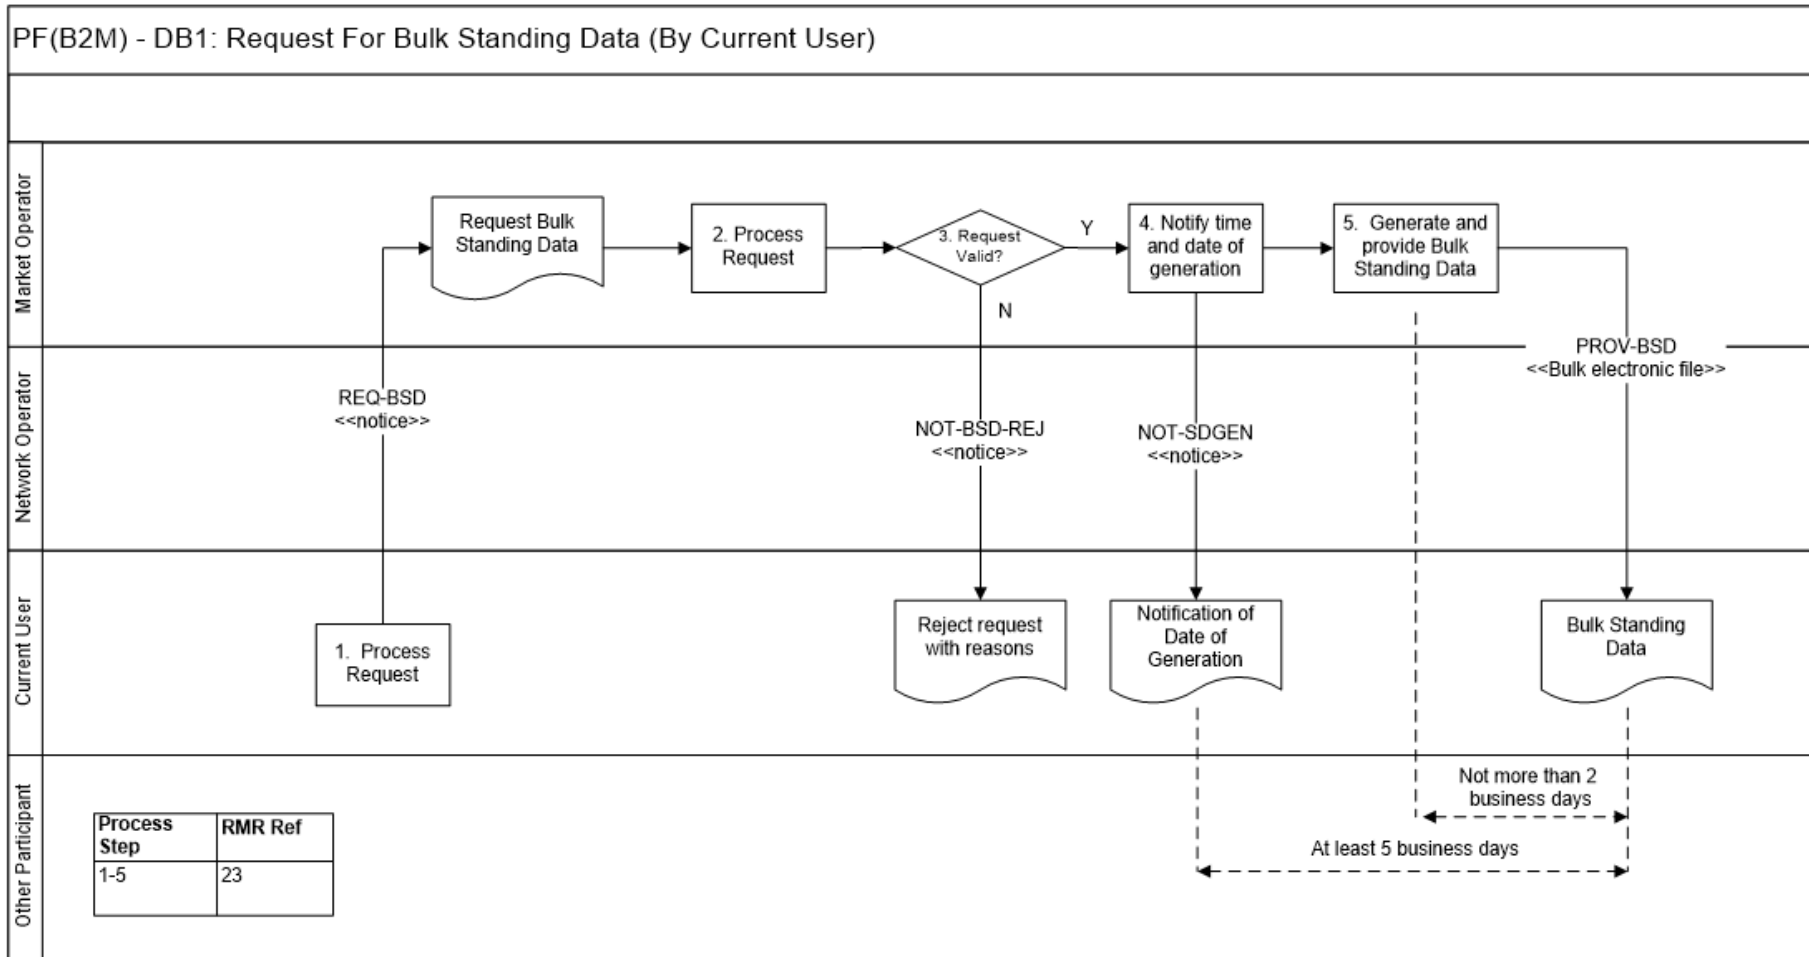 PF(B2M) - DB1: Request For Bulk Standing Data (By Current User)
Market Operator
Request Bulk
Standing Data
2. Process
Request
3. Request
Valid?
Y
N
4. Notify time
and date of
generation
5. Generate and
provide Bulk
Standing Data
Network Operator
REQ-BSD
<<notice>>
NOT-BSD-REJ
<<notice>>
NOT-SDGEN
<<notice>>
PROV-BSD
<<Bulk electronic file>>
Current User
1. Process
Request
Reject request
with reasons
Notification of
Date of
Generation
Bulk Standing
Data
Other Participant
Process
Step
RMR Ref
1-5
23
Not more than 2
business days
At least 5 business days